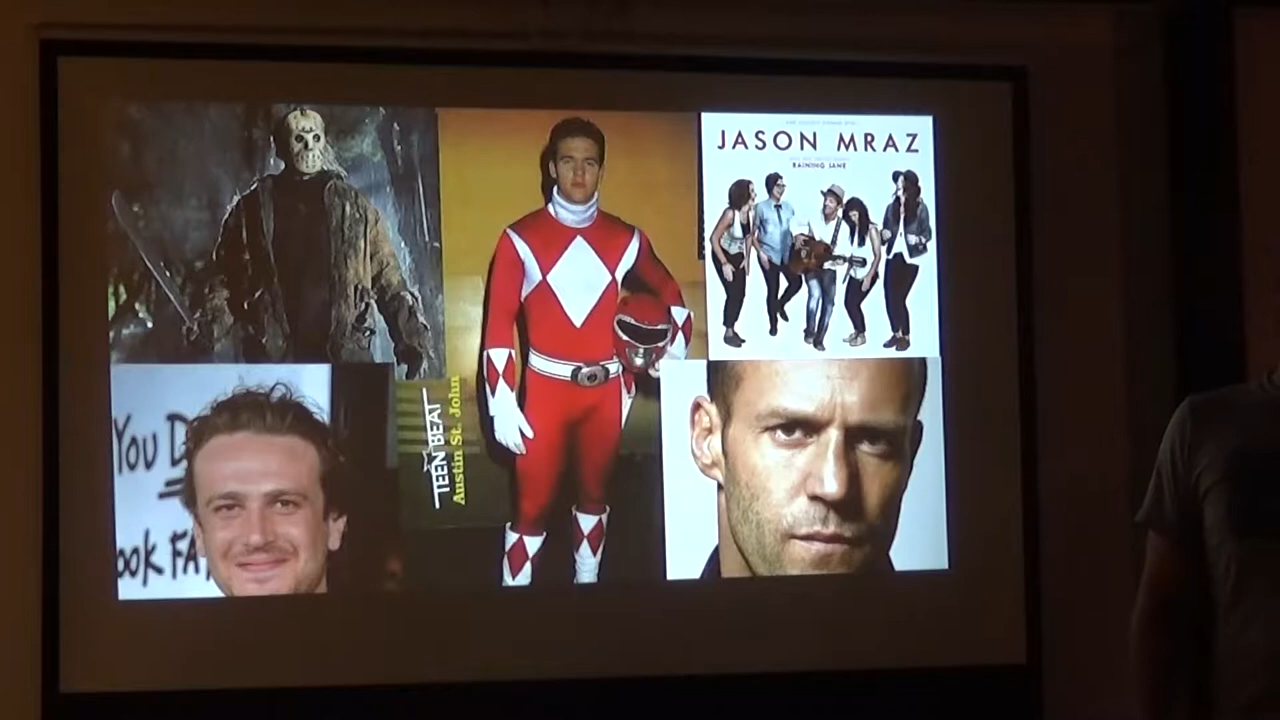 JASON MRAZ
RAINING JANE
TEEN BEAT
Austin St. John
YOU D
OOK FA